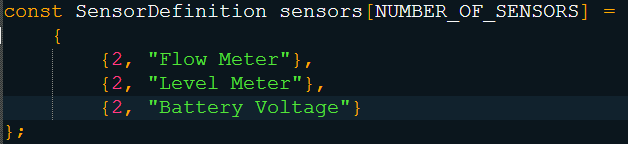 const SensorDefinition sensors[NUMBER_OF_SENSORS] =
{
{2, "Flow Meter"},
{2, "Level Meter"},
{2, "Battery Voltage"}
};